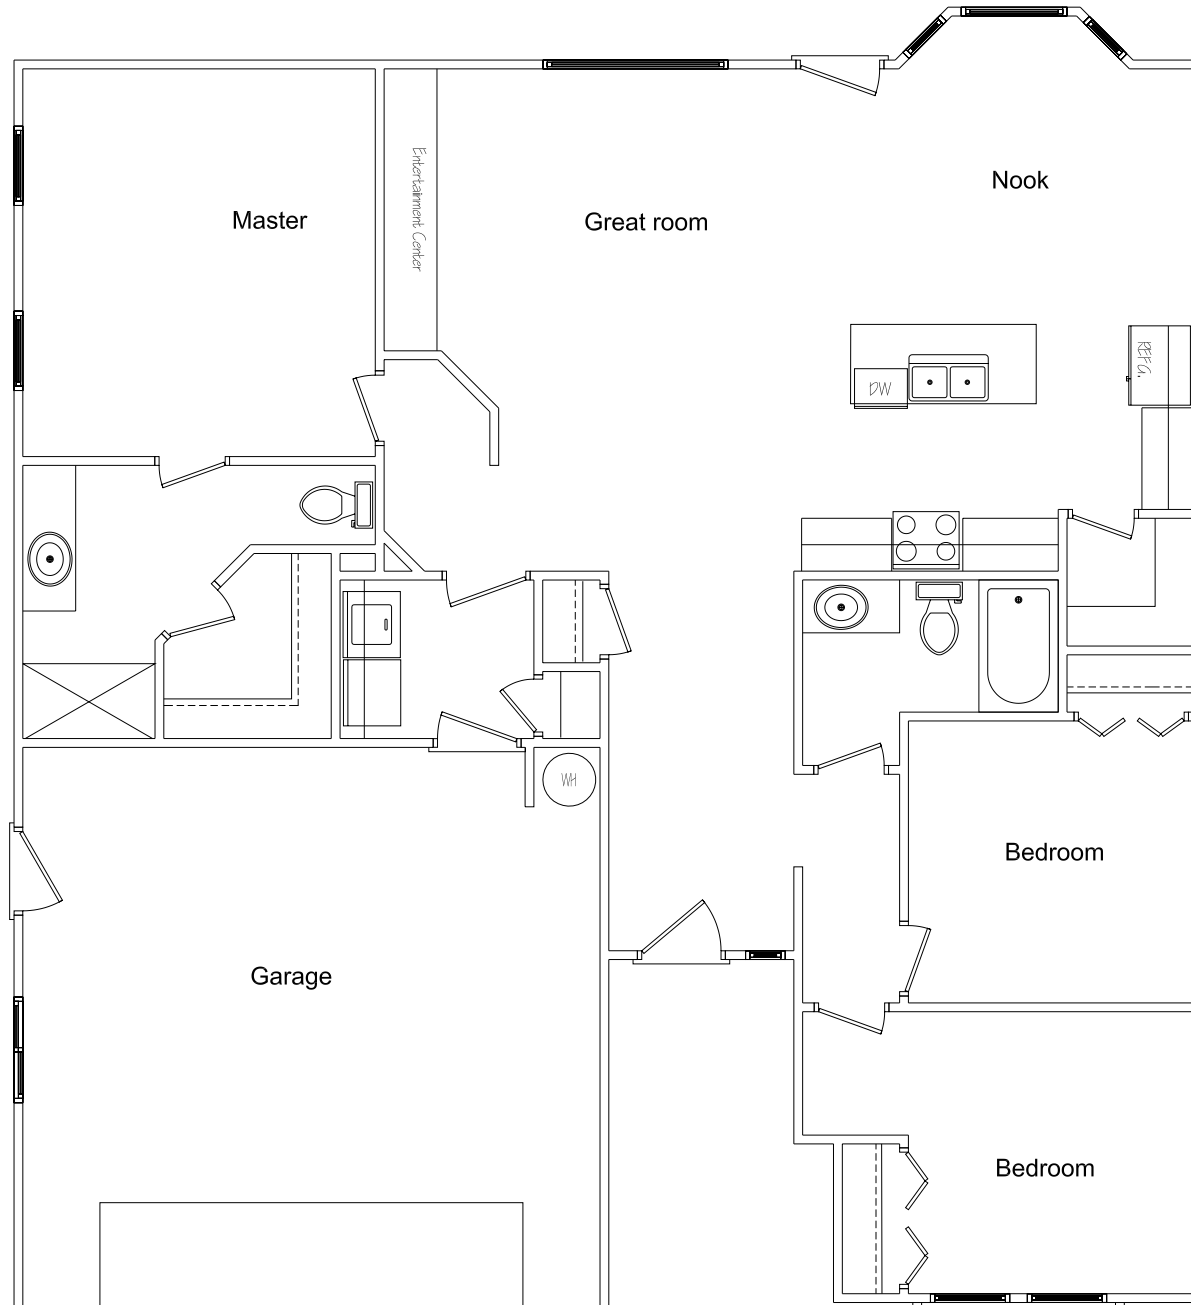 Nook
Master
Great room
Entertainment Center
REFG.
DW
WH
Bedroom
Garage
Bedroom